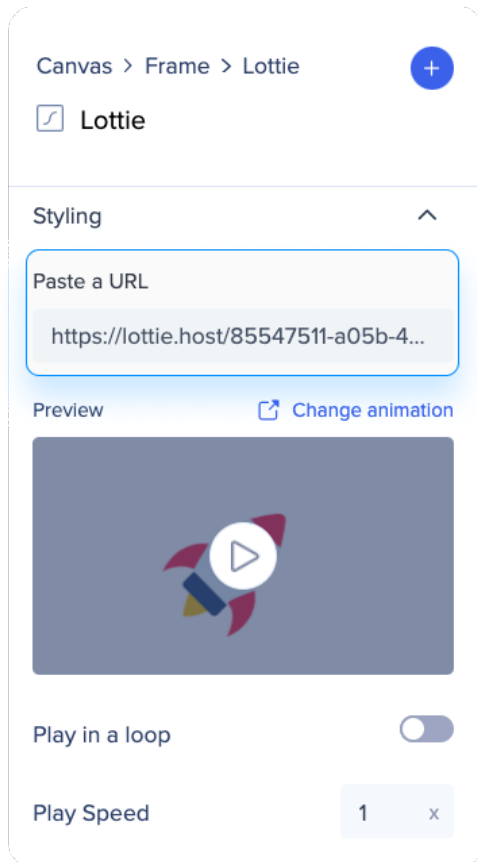 Canvas > Frame > Lottie
Lottie
Styling
Paste a URL
https://lottie.host/85547511-a05b-4...
Preview
Change animation
Play in a loop
Play Speed
1 x